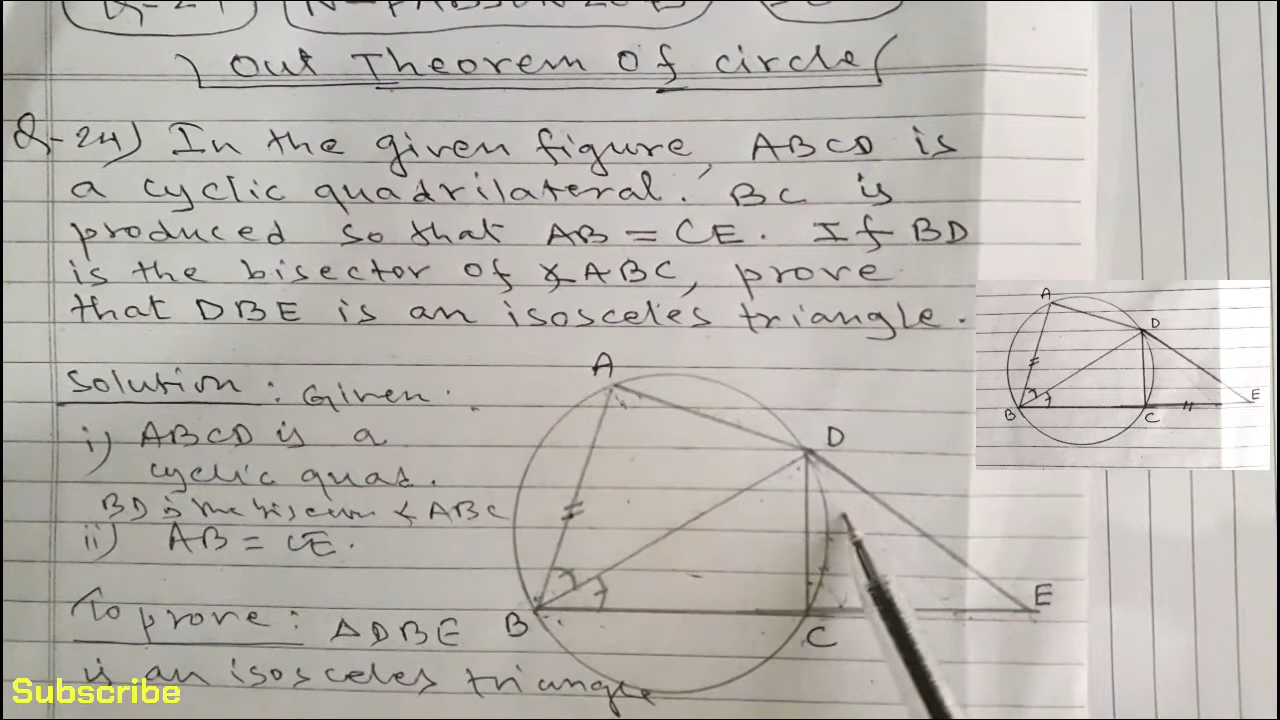 Out Theorem of circle
Q-24) In the given figure, ABCD is
a cyclic quadrilateral. BC is
produced so that AB = CE. If BD
is the bisector of ∡ABC, prove
that DBE is an isosceles triangle.
Solution: Given.
i) ABCD is a
cyclic quad.
BD is the bisector ∡ABC
ii) AB = CE.
To prove: ΔDBE
is an isosceles triangle
A
D
B
C
E
A
D
B
C
E
Subscribe